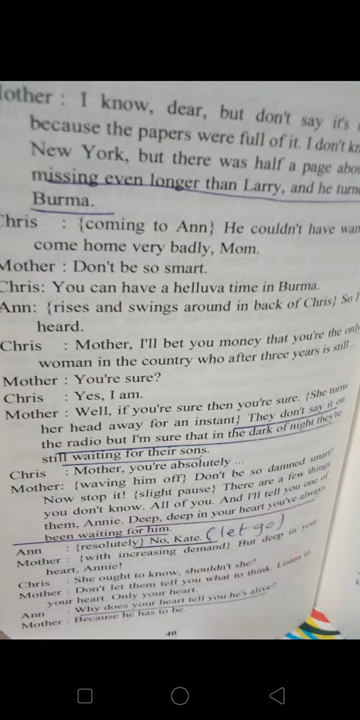 Mother : I know, dear, but don't say it's
because the papers were full of it. I don't
New York, but there was half a page
missing even longer than Larry, and he
Burma.
Chris : {coming to Ann} He couldn't have
come home very badly, Mom.
Mother : Don't be so smart.
Chris: You can have a helluva time in Burma.
Ann: {rises and swings around in back of Chris} So I
heard.
Chris : Mother, I'll bet you money that you're the only
woman in the country who after three years is still –
Mother : You're sure?
Chris : Yes, I am.
Mother : Well, if you're sure then you're sure. {She turns
her head away for an instant} They don't say it on
the radio but I'm sure that in the dark of night they're
still waiting for their sons.
Chris : Mother, you're absolutely ...
Mother: {waving him off} Don't be so damned smart!
Now stop it! {slight pause} There are a few things
you don't know. All of you. And I'll tell you one of
them, Annie. Deep, deep in your heart you've always
been waiting for him.
Ann : {resolutely} No, Kate. (let go)
Mother : {with increasing demand} But deep in your
heart, Annie!
Chris : She ought to know, shouldn't she?
Mother : Don't let them tell you what to think. Listen to
your heart. Only your heart.
Ann : Why does your heart tell you he's alive?
Mother : Because he has to be.
40